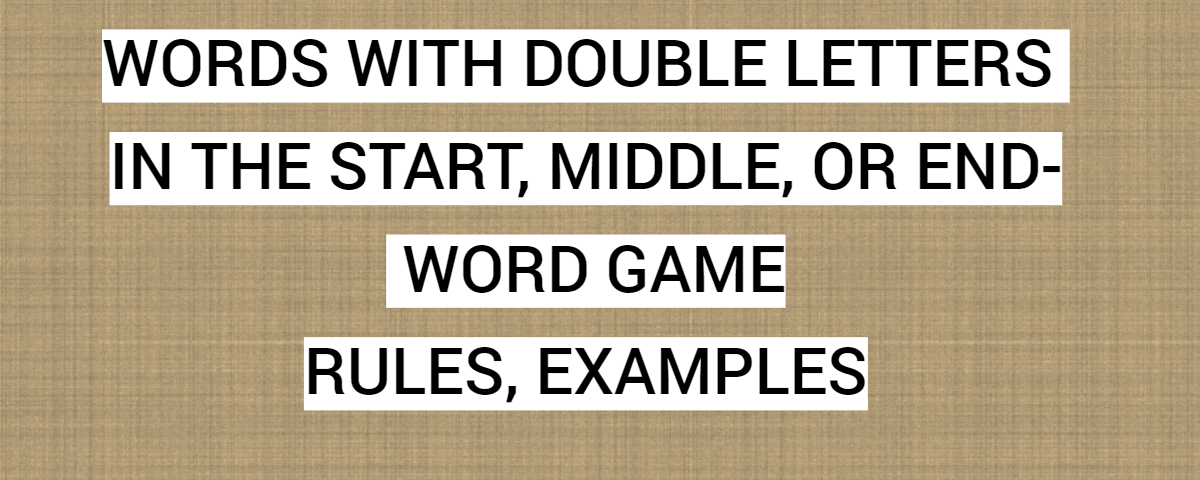 WORDS WITH DOUBLE LETTERS
IN THE START, MIDDLE, OR END-
WORD GAME
RULES, EXAMPLES